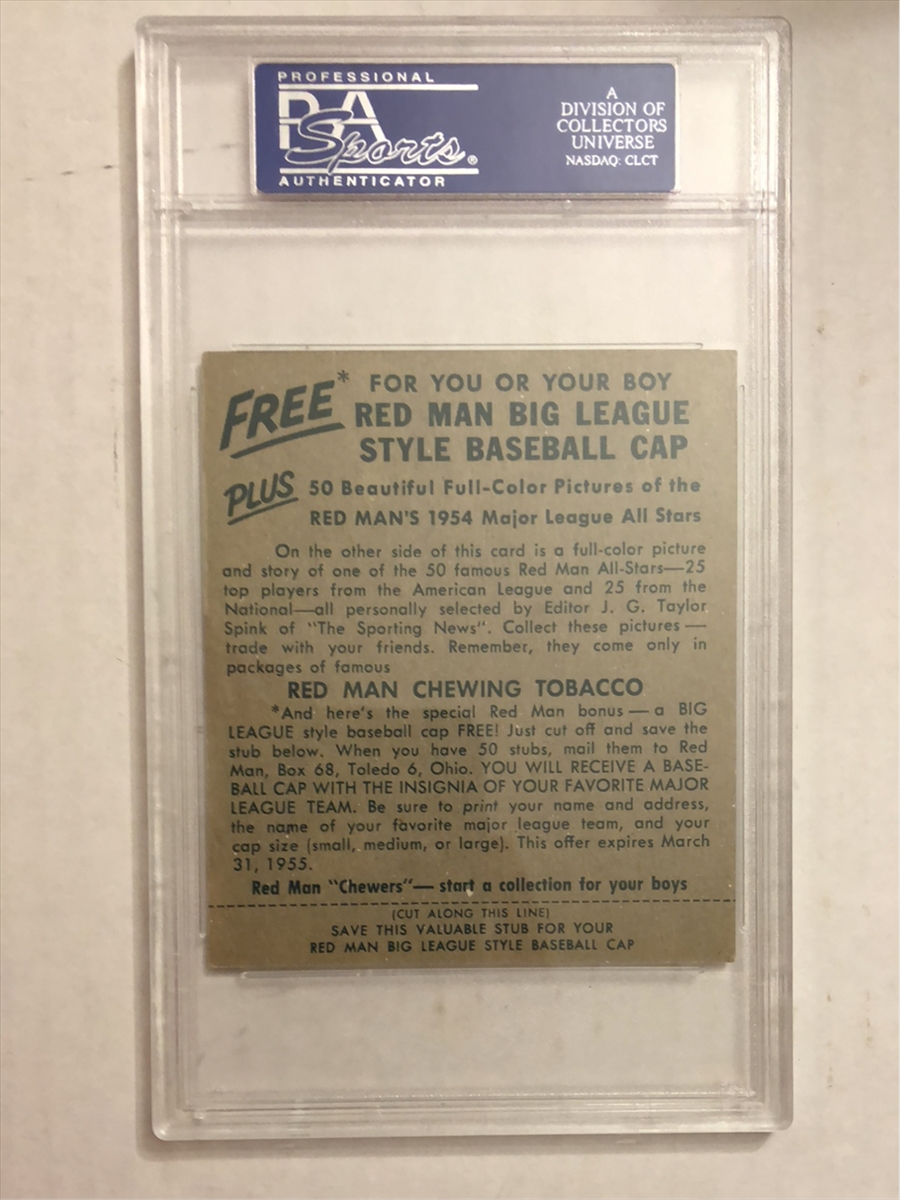 PROFESSIONAL
PSA
Sports®
AUTHENTICATOR
A
DIVISION OF
COLLECTORS
UNIVERSE
NASDAQ: CLCT
FREE* FOR YOU OR YOUR BOY
RED MAN BIG LEAGUE
STYLE BASEBALL CAP
PLUS 50 Beautiful Full-Color Pictures of the
RED MAN'S 1954 Major League All Stars
On the other side of this card is a full-color picture
and story of one of the 50 famous Red Man All-Stars—25
top players from the American League and 25 from the
National—all personally selected by Editor J. G. Taylor
Spink of "The Sporting News". Collect these pictures—
trade with your friends. Remember, they come only in
packages of famous
RED MAN CHEWING TOBACCO
*And here's the special Red Man bonus—a BIG
LEAGUE style baseball cap FREE! Just cut off and save the
stub below. When you have 50 stubs, mail them to Red
Man, Box 68, Toledo 6, Ohio. YOU WILL RECEIVE A BASE-
BALL CAP WITH THE INSIGNIA OF YOUR FAVORITE MAJOR
LEAGUE TEAM. Be sure to print your name and address,
the name of your favorite major league team, and your
cap size (small, medium, or large). This offer expires March
31, 1955.
Red Man "Chewers"—start a collection for your boys
(CUT ALONG THIS LINE)
SAVE THIS VALUABLE STUB FOR YOUR
RED MAN BIG LEAGUE STYLE BASEBALL CAP